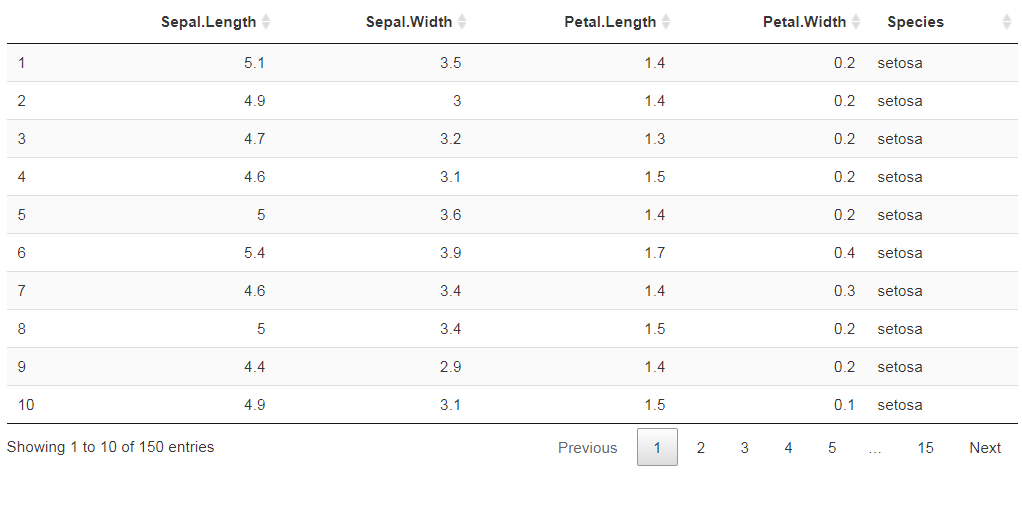 Sepal.Length Sepal.Width Petal.Length Petal.Width Species
1 5.1 3.5 1.4 0.2 setosa
2 4.9 3 1.4 0.2 setosa
3 4.7 3.2 1.3 0.2 setosa
4 4.6 3.1 1.5 0.2 setosa
5 5 3.6 1.4 0.2 setosa
6 5.4 3.9 1.7 0.4 setosa
7 4.6 3.4 1.4 0.3 setosa
8 5 3.4 1.5 0.2 setosa
9 4.4 2.9 1.4 0.2 setosa
10 4.9 3.1 1.5 0.1 setosa
Showing 1 to 10 of 150 entries Previous 1 2 3 4 5 … 15 Next